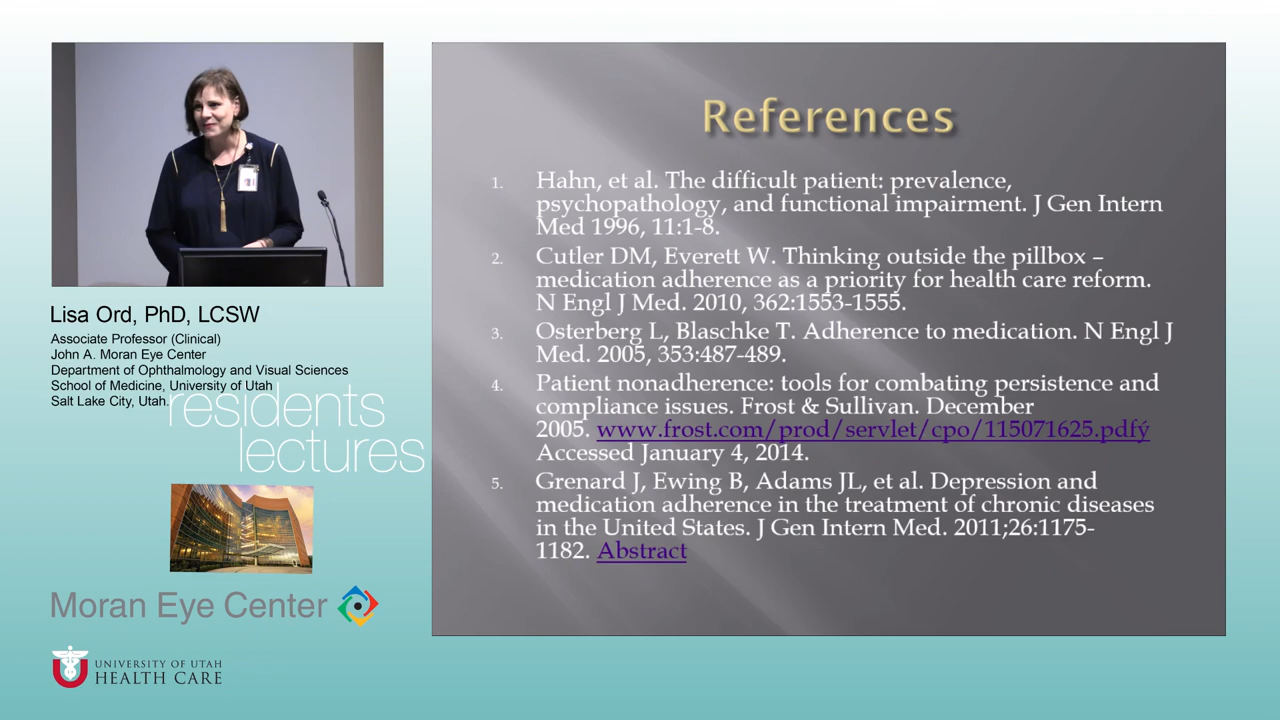 Lisa Ord, PhD, LCSW
Associate Professor (Clinical)
John A. Moran Eye Center
Department of Ophthalmology and Visual Sciences
School of Medicine, University of Utah
Salt Lake City, Utah.
residents
lectures
Moran Eye Center
UNIVERSITY OF UTAH
HEALTH CARE
References
1. Hahn, et al. The difficult patient: prevalence,
psychopathology, and functional impairment. J Gen Intern
Med 1996, 11:1-8.
2. Cutler DM, Everett W. Thinking outside the pillbox –
medication adherence as a priority for health care reform.
N Engl J Med. 2010, 362:1553-1555.
3. Osterberg L, Blaschke T. Adherence to medication. N Engl J
Med. 2005, 353:487-489.
4. Patient nonadherence: tools for combating persistence and
compliance issues. Frost & Sullivan. December
2005. www.frost.com/prod/servlet/cpo/115071625.pdfý
Accessed January 4, 2014.
5. Grenard J, Ewing B, Adams JL, et al. Depression and
medication adherence in the treatment of chronic diseases
in the United States. J Gen Intern Med. 2011;26:1175-
1182. Abstract